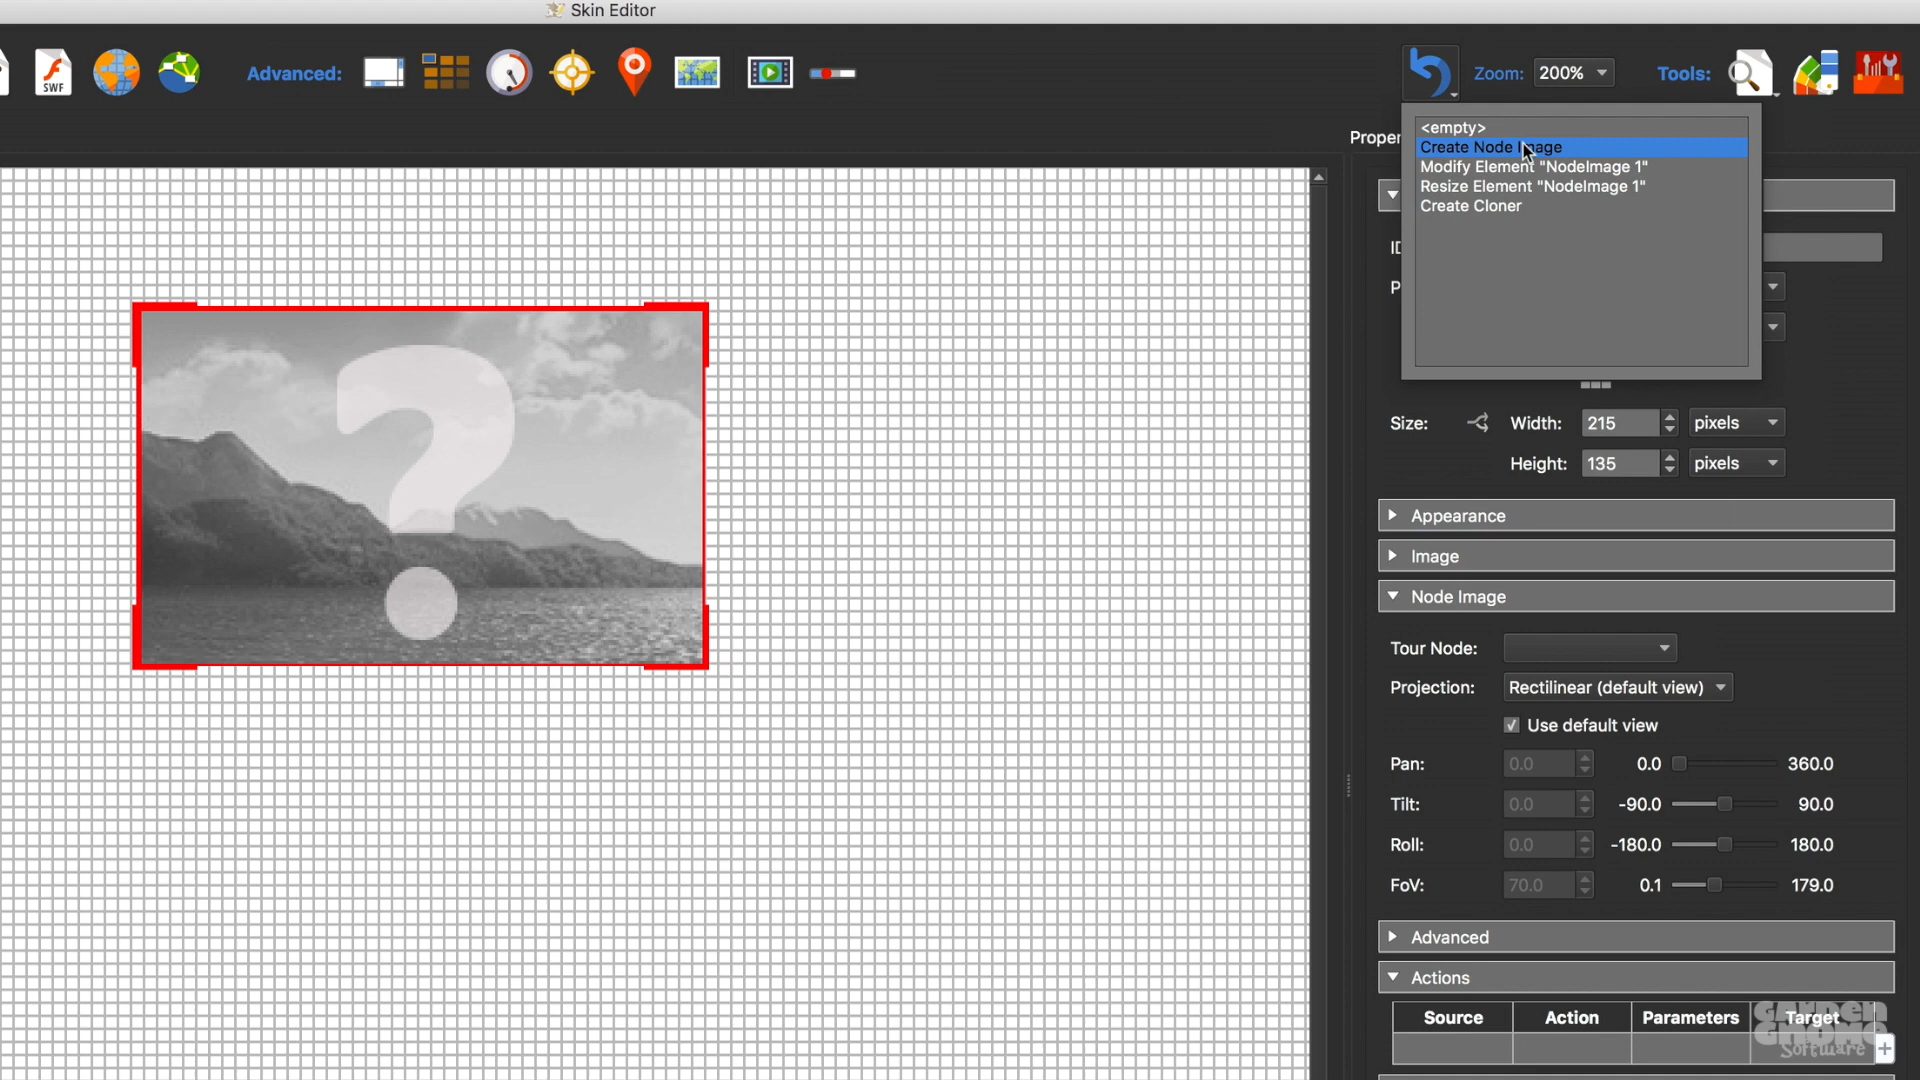 Skin Editor
SWF
Advanced:
Zoom: 200%
Tools:
Proper
<empty>
Create Node Image
Modify Element "NodeImage 1"
Resize Element "NodeImage 1"
Create Cloner
ID
P
Size: Width: 215 pixels
Height: 135 pixels
Appearance
Image
Node Image
Tour Node:
Projection: Rectilinear (default view)
Use default view
Pan: 0.0 0.0 360.0
Tilt: 0.0 -90.0 90.0
Roll: 0.0 -180.0 180.0
FoV: 70.0 0.1 179.0
Advanced
Actions
Source Action Parameters Target
GARDEN
GNOME
Software